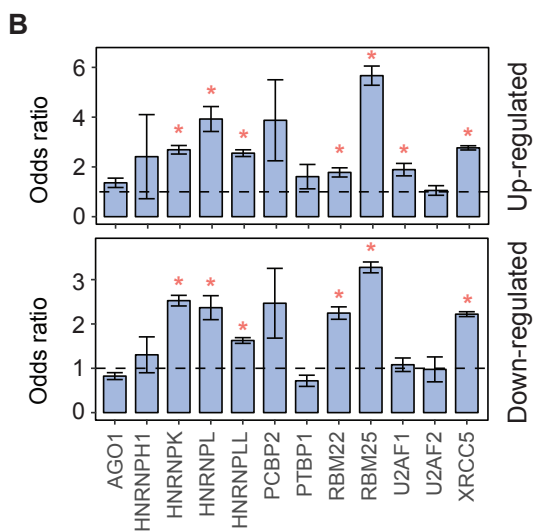 B
Odds ratio
6
4
2
0
* * * * * * * *
Up-regulated
Odds ratio
3
2
1
0
* * * * * *
Down-regulated
AGO1
HNRNPH1
HNRNPK
HNRNPL
HNRNPLL
PCBP2
PTBP1
RBM22
RBM25
U2AF1
U2AF2
XRCC5